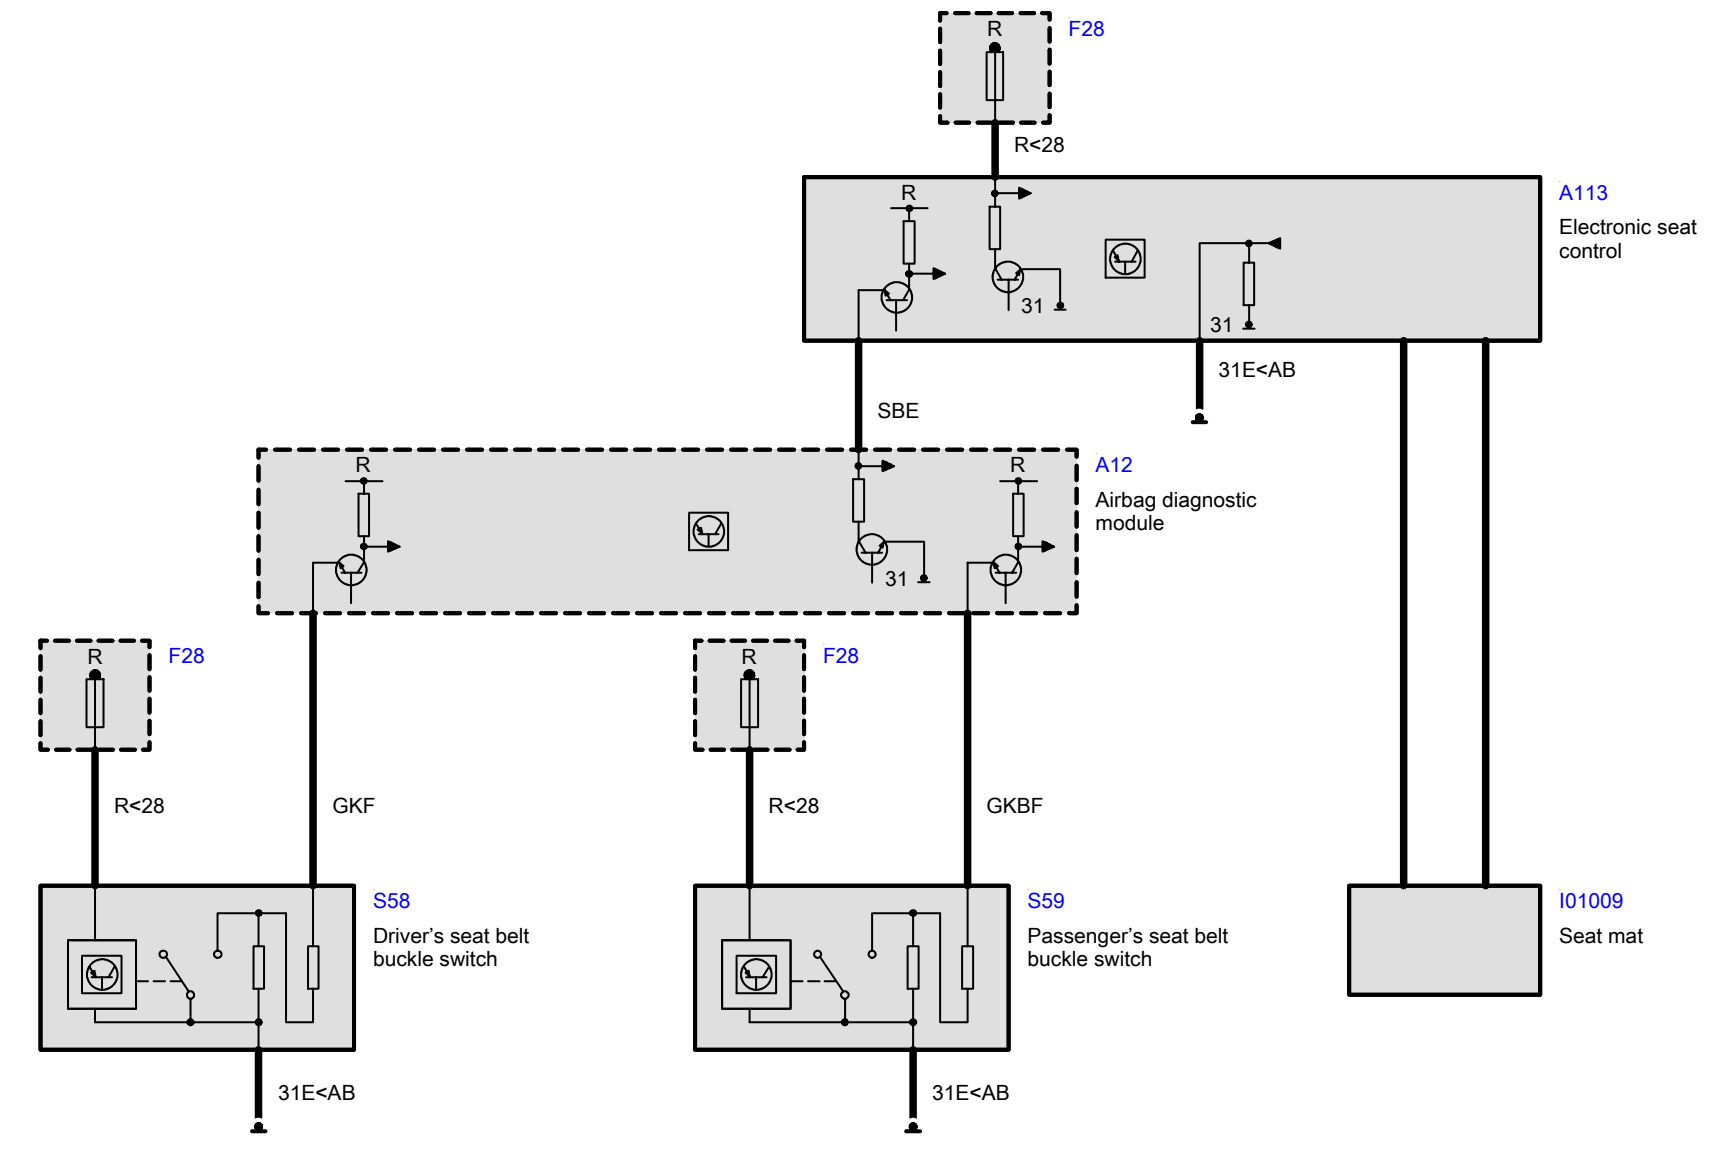 R
F28
R<28
A113
Electronic seat
control
R
31
31
31E<AB
SBE
A12
Airbag diagnostic
module
R
R
31
R
F28
R
F28
R<28
GKF
R<28
GKBF
S58
Driver's seat belt
buckle switch
S59
Passenger's seat belt
buckle switch
I01009
Seat mat
31E<AB
31E<AB